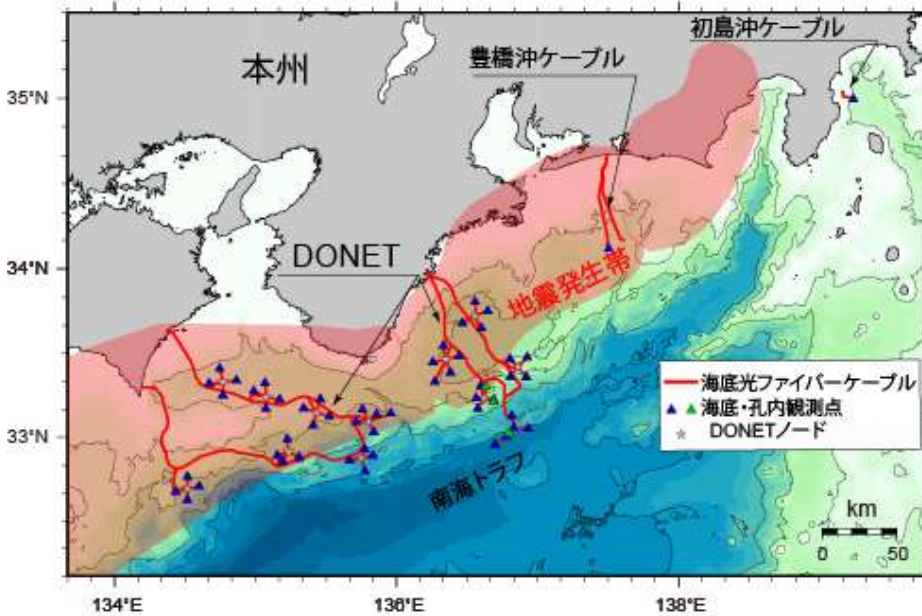 初島沖ケーブル
豊橋沖ケーブル
本州
35°N
DONET
34°N
地震発生帯
海底光ファイバーケーブル
海底・孔内観測点
DONETノード
33°N
南海トラフ
km
0 50
134°E 136°E 138°E